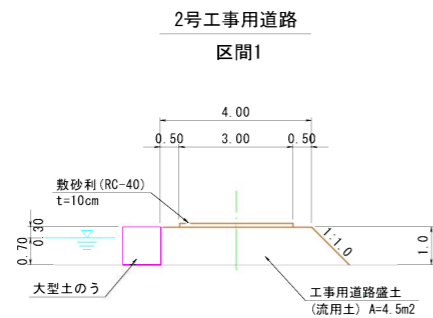 2号工事用道路
区間1
4.00
0.50 3.00 0.50
敷砂利(RC-40)
t=10cm
0.30
0.70
1:1.0
1.0
大型土のう
工事用道路盛土
(流用土) A=4.5m2